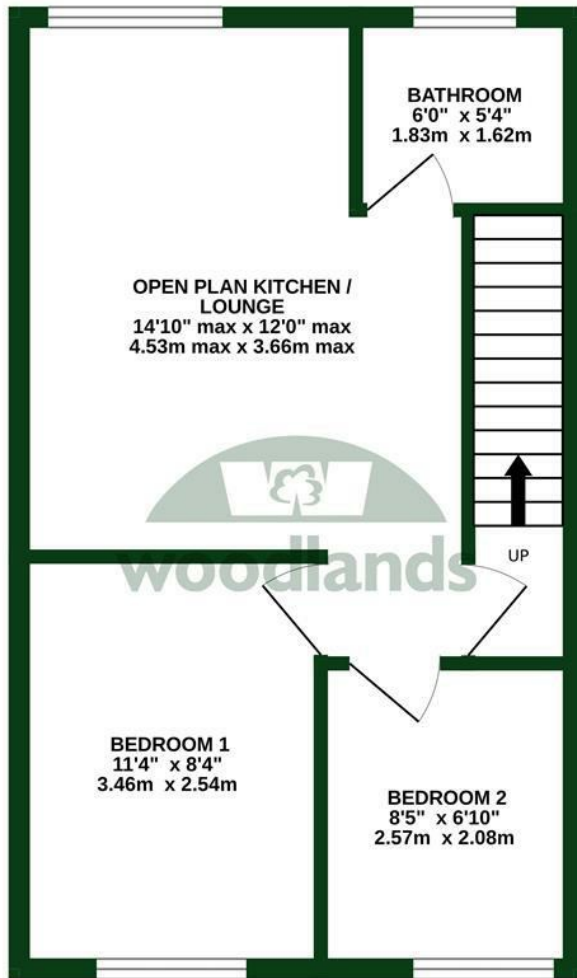 BATHROOM
6'0" x 5'4"
1.83m x 1.62m
OPEN PLAN KITCHEN /
LOUNGE
14'10" max x 12'0" max
4.53m max x 3.66m max
woodlands
UP
BEDROOM 1
11'4" x 8'4"
3.46m x 2.54m
BEDROOM 2
8'5" x 6'10"
2.57m x 2.08m